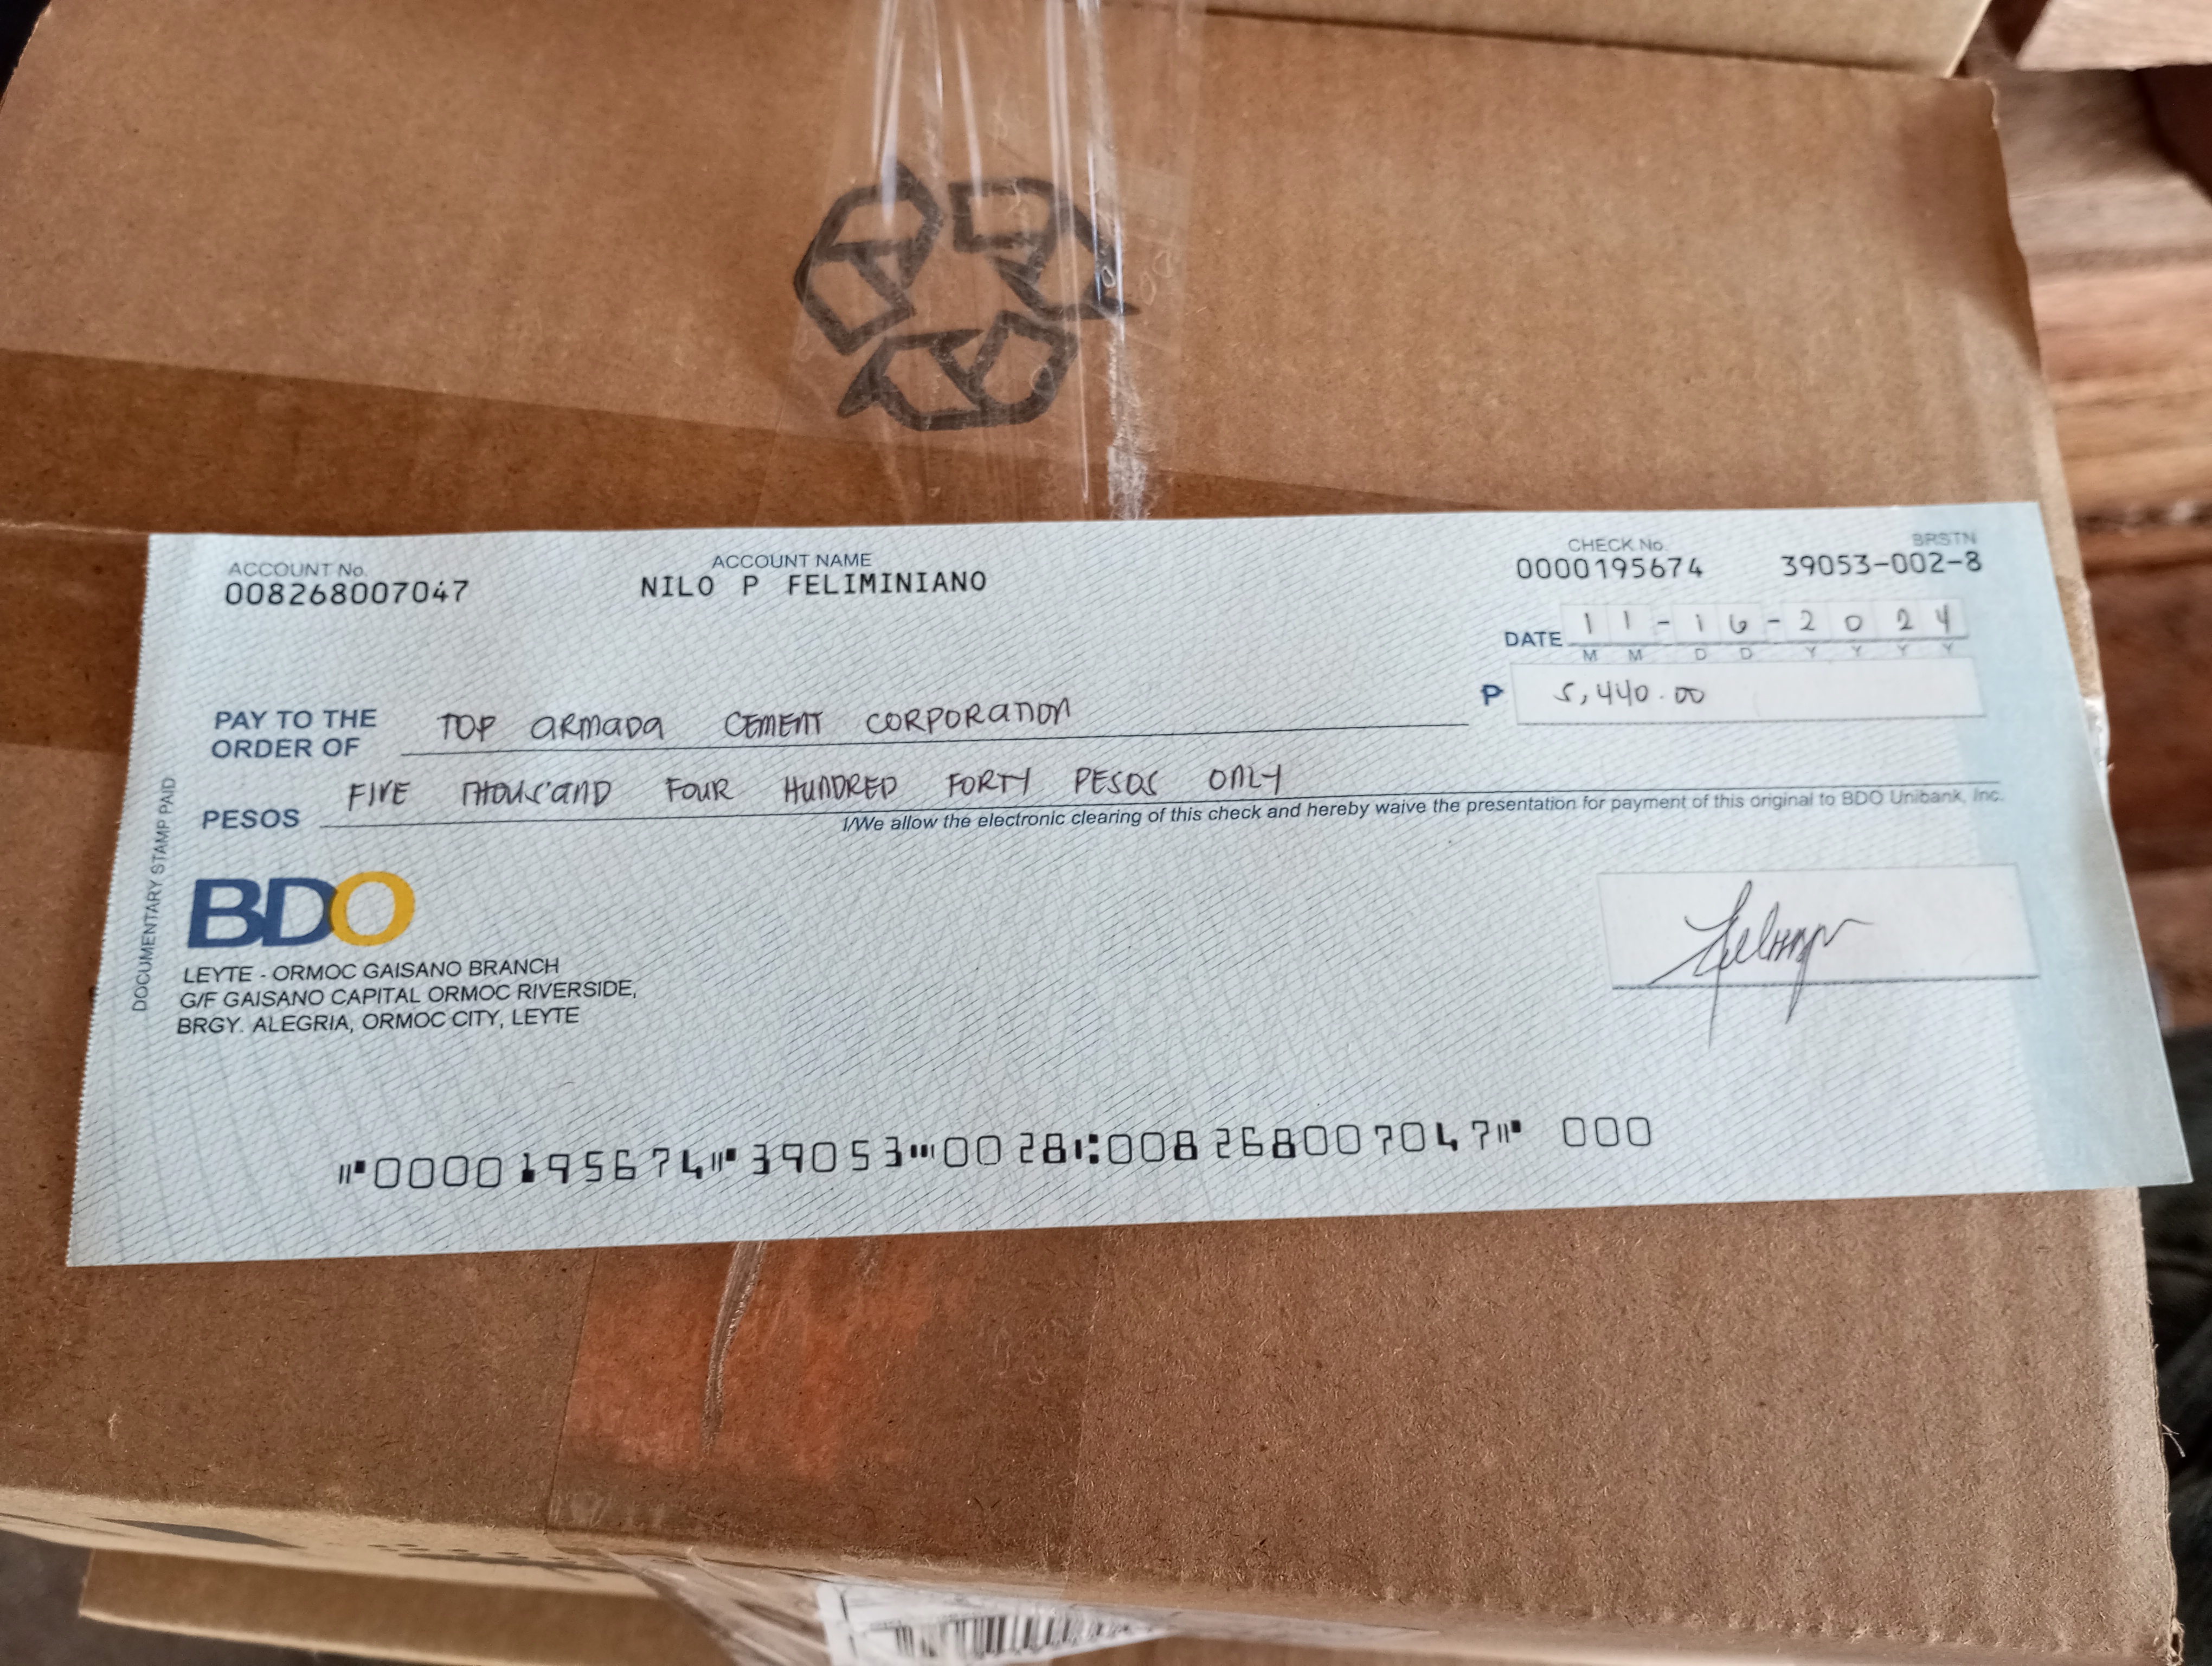 ACCOUNT No. ACCOUNT NAME CHECK No. BRSTN
008268007047 NILO P FELIMINIANO 0000195674 39053-002-8
DATE 11-16-2024
M M D D Y Y Y Y
PAY TO THE ORDER OF TOP ARMADA CEMENT CORPORATION P 5,440.00
PESOS FIVE THOUSAND FOUR HUNDRED FORTY PESOS ONLY
I/We allow the electronic clearing of this check and hereby waive the presentation for payment of this original to BDO Unibank, Inc.
DOCUMENTARY STAMP PAID
BDO
LEYTE - ORMOC GAISANO BRANCH
G/F GAISANO CAPITAL ORMOC RIVERSIDE,
BRGY. ALEGRIA, ORMOC CITY, LEYTE
⑈0000195674⑈39053⑉0028⑆008268007047⑈ 000